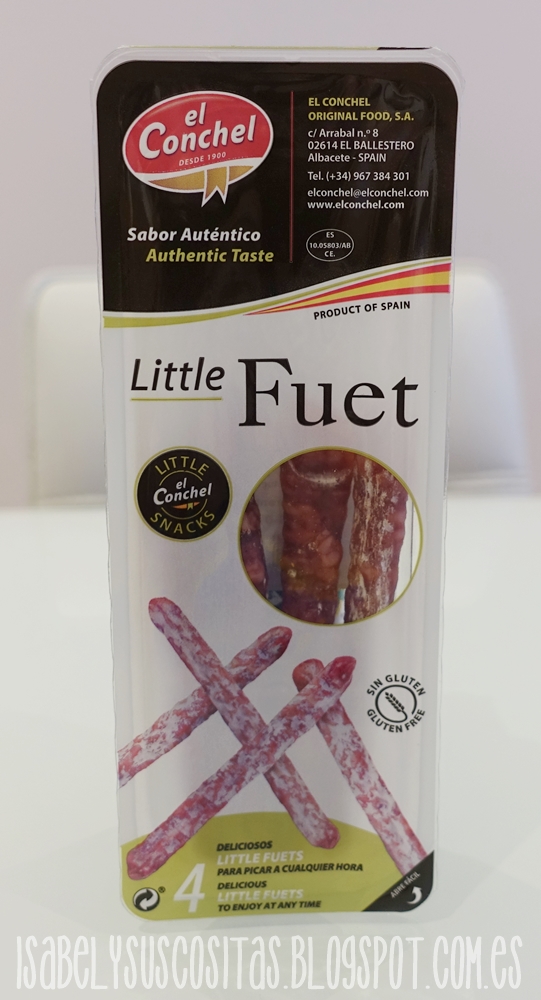 el
Conchel
DESDE 1900
Sabor Auténtico
Authentic Taste
EL CONCHEL
ORIGINAL FOOD, S.A.
c/ Arrabal n.º 8
02614 EL BALLESTERO
Albacete - SPAIN
Tel. (+34) 967 384 301
elconchel@elconchel.com
www.elconchel.com
ES
10.05803/AB
CE.
PRODUCT OF SPAIN
Little Fuet
LITTLE
el
Conchel
SNACKS
SIN GLUTEN
GLUTEN FREE
4
DELICIOSOS
LITTLE FUETS
PARA PICAR A CUALQUIER HORA
DELICIOUS
LITTLE FUETS
TO ENJOY AT ANY TIME
ABRE FÁCIL
ISABELYSUSCOSITAS.BLOGSPOT.COM.ES